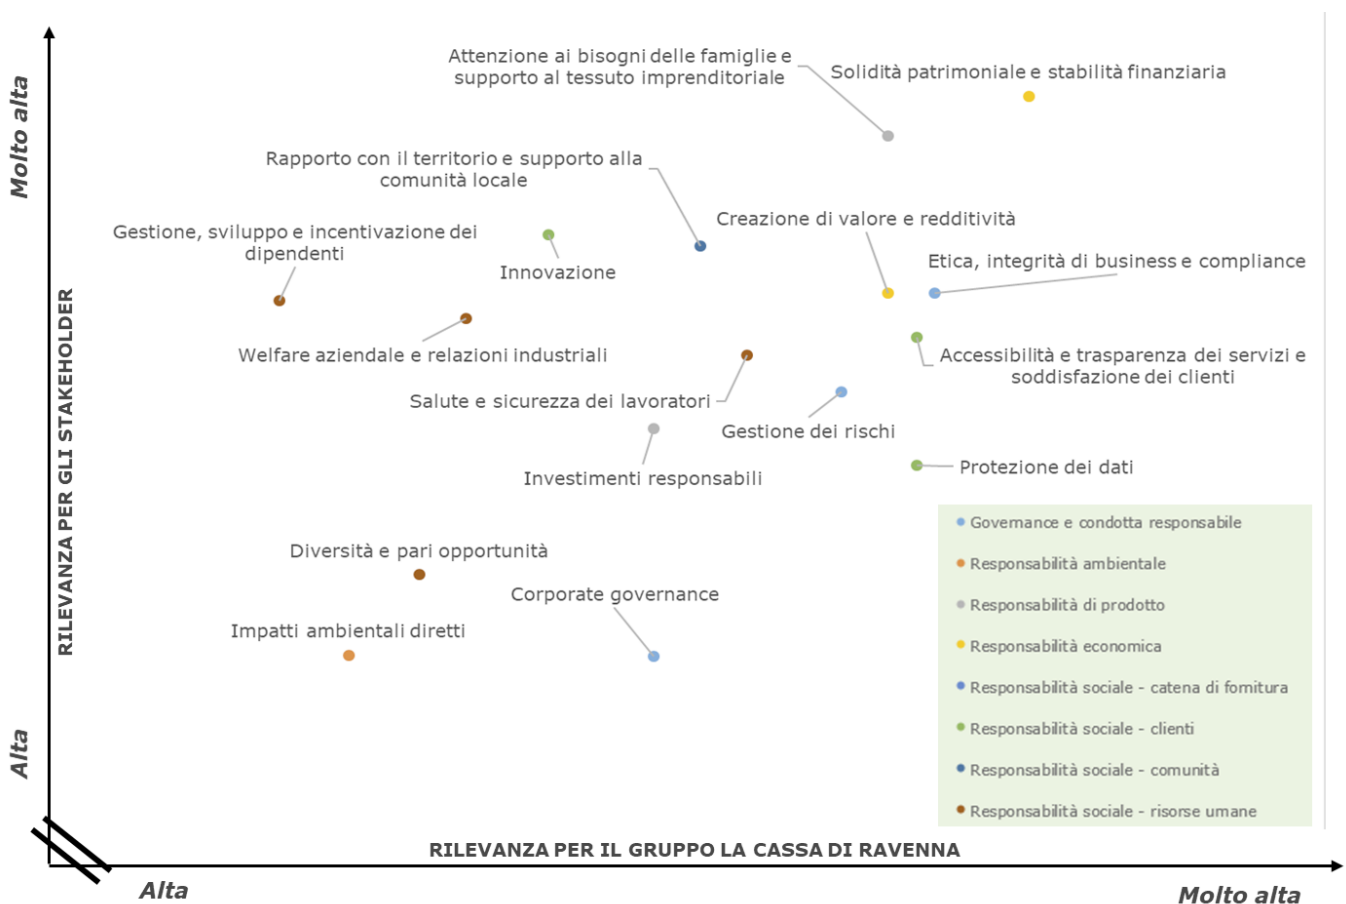 Attenzione ai bisogni delle famiglie e
supporto al tessuto imprenditoriale
Solidità patrimoniale e stabilità finanziaria
Molto alta
Rapporto con il territorio e supporto alla
comunità locale
Creazione di valore e redditività
Gestione, sviluppo e incentivazione dei
dipendenti
Innovazione
Etica, integrità di business e compliance
RILEVANZA PER GLI STAKEHOLDER
Welfare aziendale e relazioni industriali
Accessibilità e trasparenza dei servizi e
soddisfazione dei clienti
Salute e sicurezza dei lavoratori
Gestione dei rischi
Investimenti responsabili
Protezione dei dati
Diversità e pari opportunità
Corporate governance
Impatti ambientali diretti
Governance e condotta responsabile
Responsabilità ambientale
Responsabilità di prodotto
Responsabilità economica
Responsabilità sociale - catena di fornitura
Responsabilità sociale - clienti
Responsabilità sociale - comunità
Responsabilità sociale - risorse umane
Alta
RILEVANZA PER IL GRUPPO LA CASSA DI RAVENNA
Alta
Molto alta